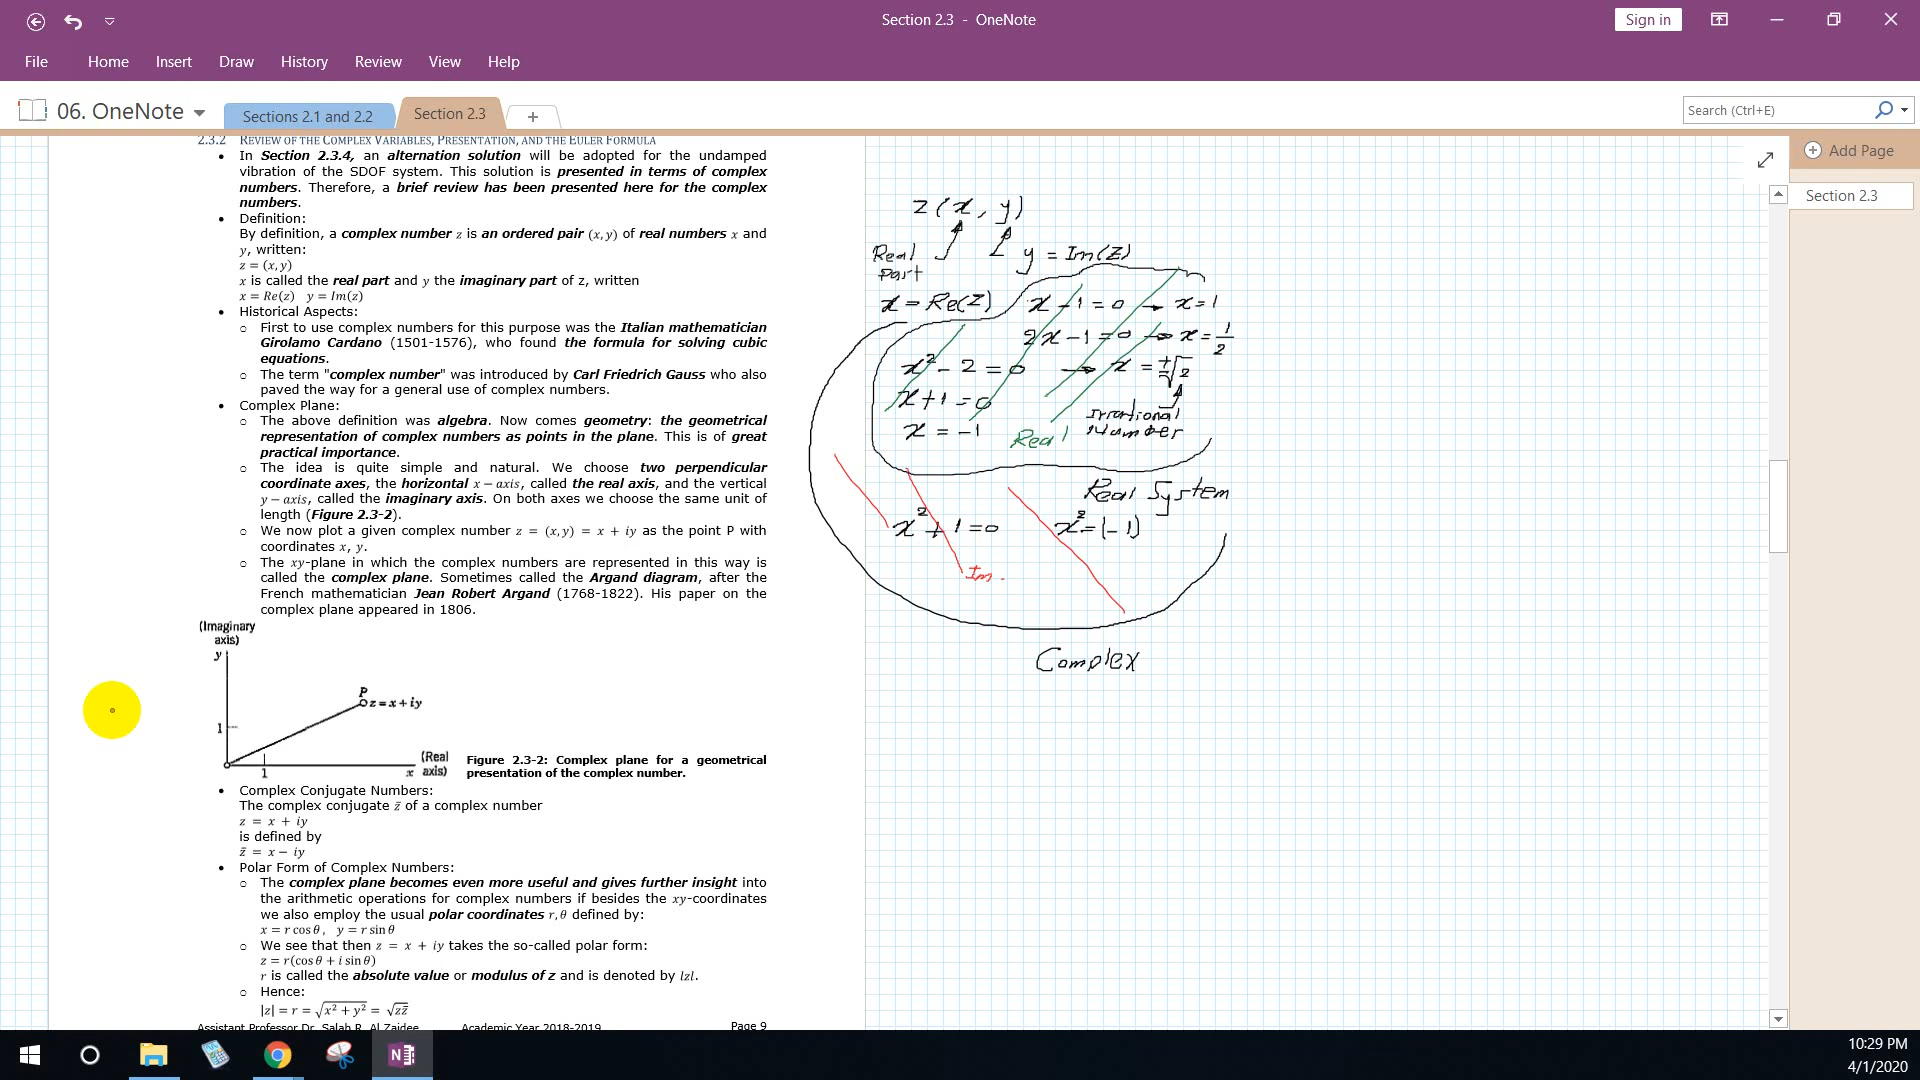 Section 2.3 - OneNote
Sign in
File Home Insert Draw History Review View Help
06. OneNote
Sections 2.1 and 2.2
Section 2.3
+
Search (Ctrl+E)
Add Page
Section 2.3
2.3.2 REVIEW OF THE COMPLEX VARIABLES, PRESENTATION, AND THE EULER FORMULA
• In Section 2.3.4, an alternation solution will be adopted for the undamped
vibration of the SDOF system. This solution is presented in terms of complex
numbers. Therefore, a brief review has been presented here for the complex
numbers.
• Definition:
By definition, a complex number z is an ordered pair (x, y) of real numbers x and
y, written:
z = (x, y)
x is called the real part and y the imaginary part of z, written
x = Re(z) y = Im(z)
• Historical Aspects:
o First to use complex numbers for this purpose was the Italian mathematician
Girolamo Cardano (1501-1576), who found the formula for solving cubic
equations.
o The term "complex number" was introduced by Carl Friedrich Gauss who also
paved the way for a general use of complex numbers.
• Complex Plane:
o The above definition was algebra. Now comes geometry: the geometrical
representation of complex numbers as points in the plane. This is of great
practical importance.
o The idea is quite simple and natural. We choose two perpendicular
coordinate axes, the horizontal x − axis, called the real axis, and the vertical
y − axis, called the imaginary axis. On both axes we choose the same unit of
length (Figure 2.3-2).
o We now plot a given complex number z = (x, y) = x + iy as the point P with
coordinates x, y.
o The xy-plane in which the complex numbers are represented in this way is
called the complex plane. Sometimes called the Argand diagram, after the
French mathematician Jean Robert Argand (1768-1822). His paper on the
complex plane appeared in 1806.
(Imaginary
axis)
y
P
z = x + iy
1
1
x
(Real
axis)
Figure 2.3-2: Complex plane for a geometrical
presentation of the complex number.
• Complex Conjugate Numbers:
The complex conjugate z̄ of a complex number
z = x + iy
is defined by
z̄ = x − iy
• Polar Form of Complex Numbers:
o The complex plane becomes even more useful and gives further insight into
the arithmetic operations for complex numbers if besides the xy-coordinates
we also employ the usual polar coordinates r, θ defined by:
x = r cos θ, y = r sin θ
o We see that then z = x + iy takes the so-called polar form:
z = r(cos θ + i sin θ)
r is called the absolute value or modulus of z and is denoted by lzl.
o Hence:
|z| = r = √(x² + y²) = √(zz̄)
Assistant Professor Dr. Salah R. Al Zaidee Academic Year 2018-2019 Page 9
z(x, y)
Real
part
y = Im(z)
x = Re(z)
x − 1 = 0 → x = 1
2x − 1 = 0 → x = 1/2
x² − 2 = 0 → x = ±√2
x + 1 = 0
x = −1
Irrational
Number
Real
Real System
x² + 1 = 0 x² = (−1)
Im.
Complex
10:29 PM
4/1/2020